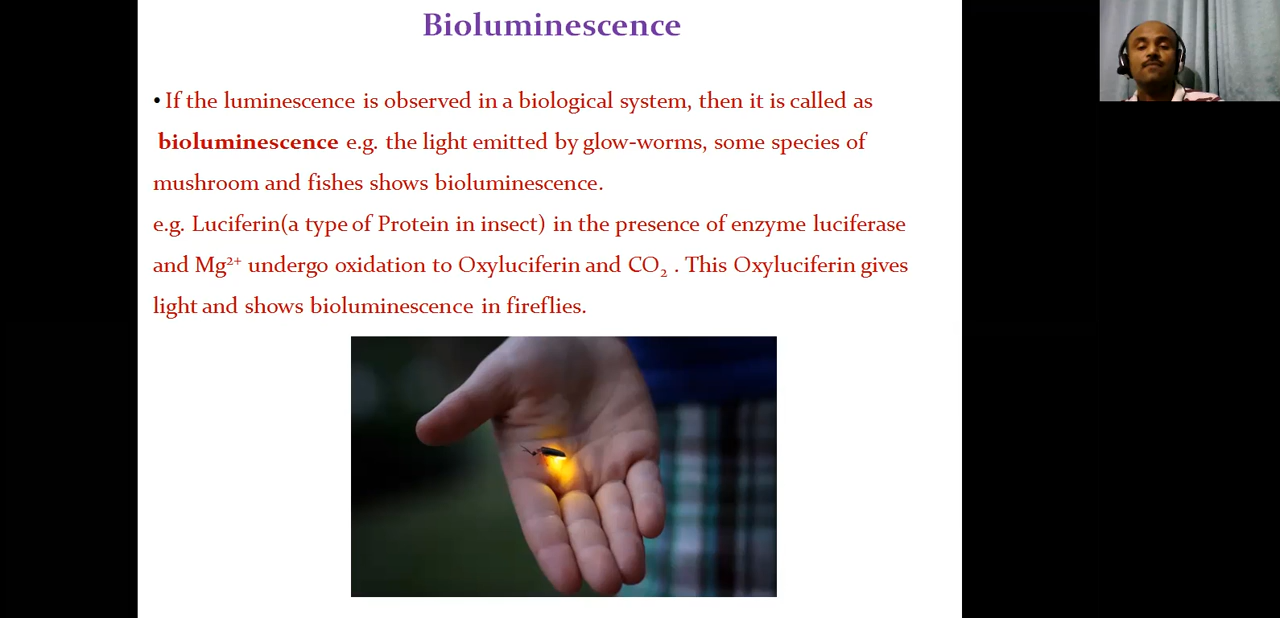 Bioluminescence
• If the luminescence is observed in a biological system, then it is called as
bioluminescence e.g. the light emitted by glow-worms, some species of
mushroom and fishes shows bioluminescence.
e.g. Luciferin(a type of Protein in insect) in the presence of enzyme luciferase
and Mg²⁺ undergo oxidation to Oxyluciferin and CO₂ . This Oxyluciferin gives
light and shows bioluminescence in fireflies.